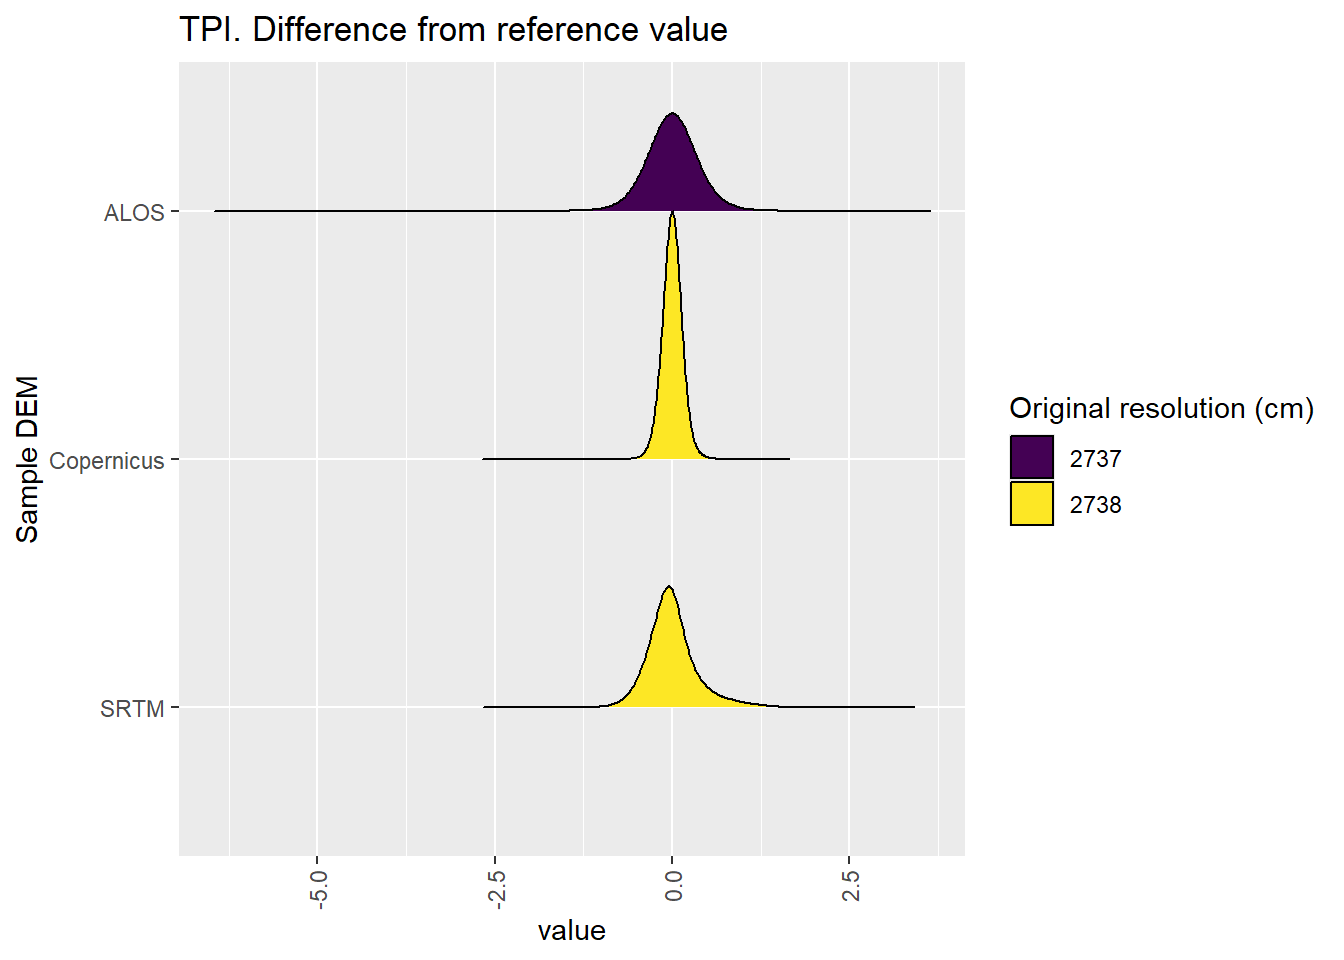 TPI. Difference from reference value
ALOS
Copernicus
SRTM
Sample DEM
-5.0
-2.5
0.0
2.5
value
Original resolution (cm)
2737
2738